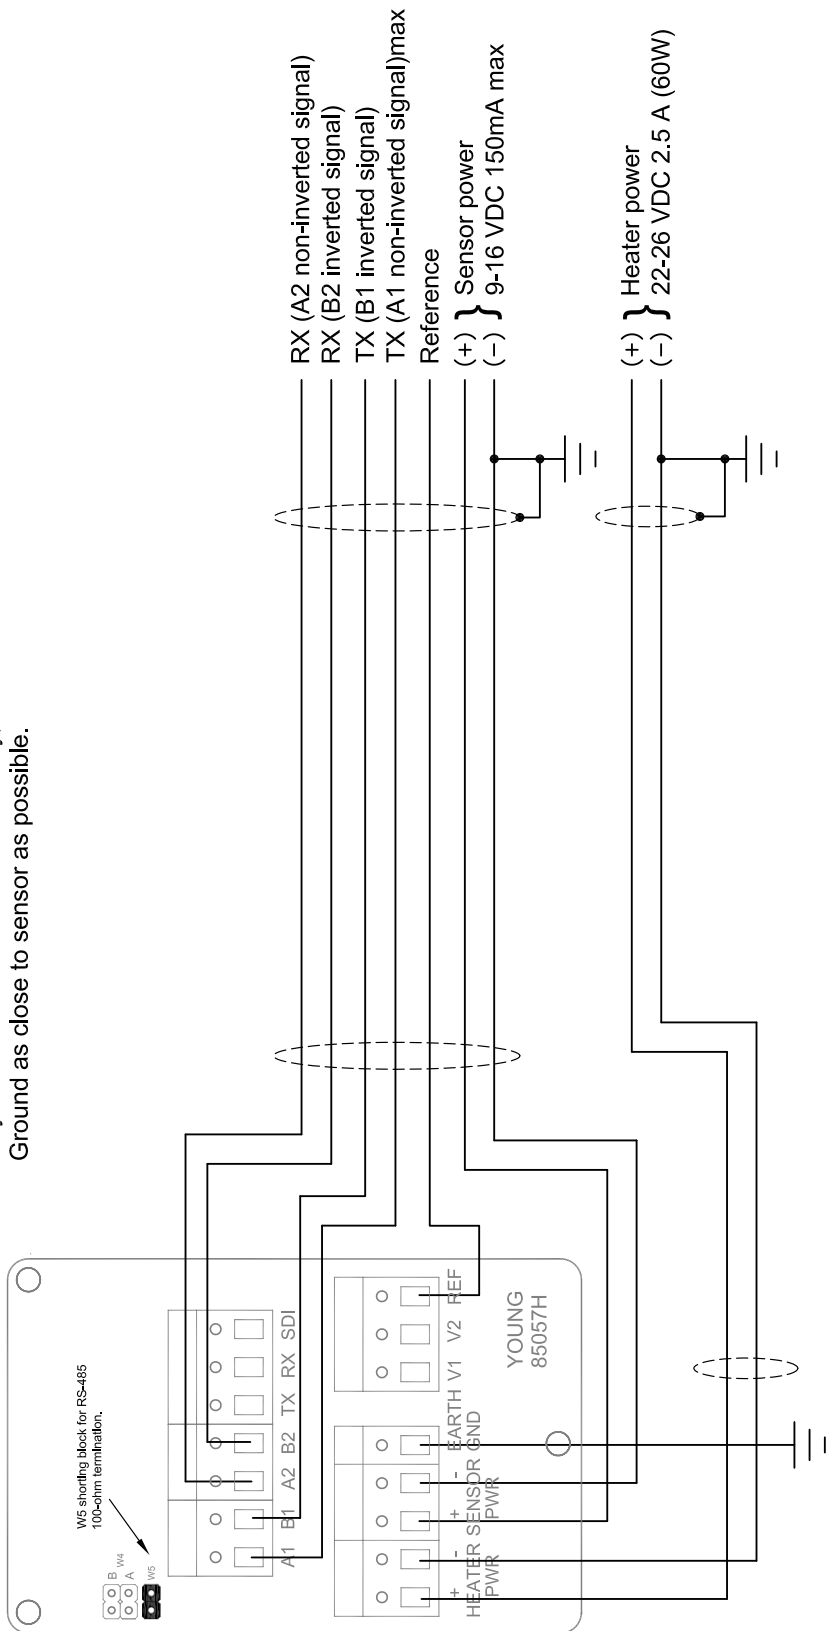 Ground as close to sensor as possible.
RX (A2 non-inverted signal)
RX (B2 inverted signal)
TX (B1 inverted signal)
TX (A1 non-inverted signal)max
Reference
(+)
(−)
} Sensor power
9-16 VDC 150mA max
(+)
(−)
} Heater power
22-26 VDC 2.5 A (60W)
W5 shorting block for RS-485
100-ohm termination.
B
W4
A
W5
A1 B1 A2 B2 TX RX SDI
+ - + - EARTH V1 V2 REF
HEATER SENSOR GND
PWR PWR
YOUNG
85057H